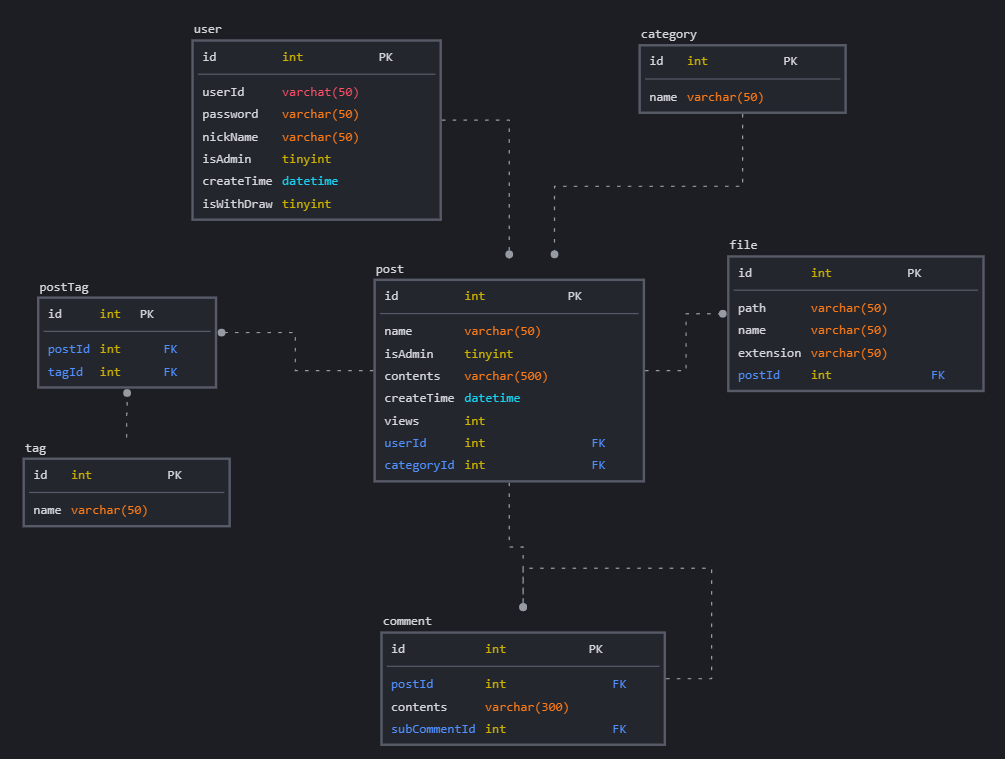 user
id int PK
userId varchat(50)
password varchar(50)
nickName varchar(50)
isAdmin tinyint
createTime datetime
isWithDraw tinyint
category
id int PK
name varchar(50)
postTag
id int PK
postId int FK
tagId int FK
post
id int PK
name varchar(50)
isAdmin tinyint
contents varchar(500)
createTime datetime
views int
userId int FK
categoryId int FK
file
id int PK
path varchar(50)
name varchar(50)
extension varchar(50)
postId int FK
tag
id int PK
name varchar(50)
comment
id int PK
postId int FK
contents varchar(300)
subCommentId int FK